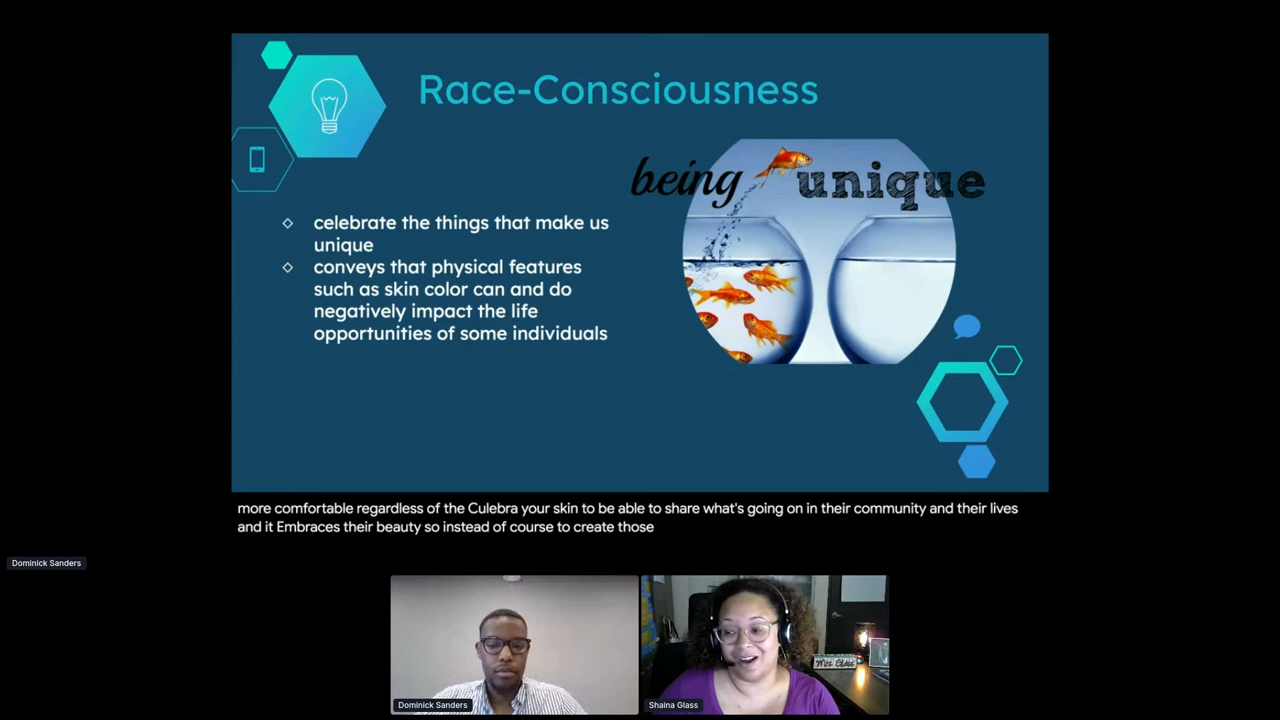 Race-Consciousness
being unique
celebrate the things that make us
unique
conveys that physical features
such as skin color can and do
negatively impact the life
opportunities of some individuals
more comfortable regardless of the Culebra your skin to be able to share what's going on in their community and their lives
and it Embraces their beauty so instead of course to create those
Dominick Sanders
Mrs. Glass
Dominick Sanders
Shaina Glass